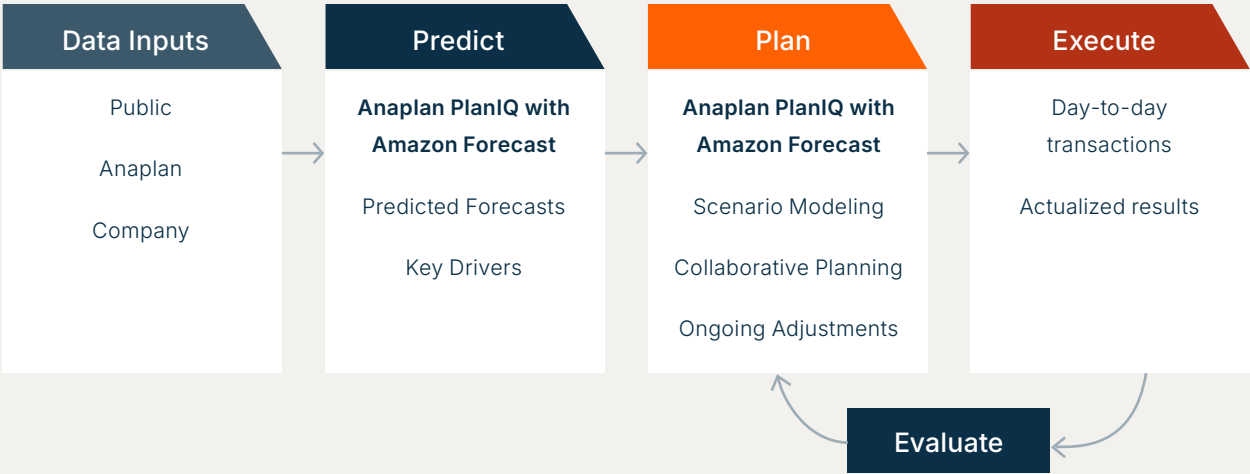 Data Inputs
Public
Anaplan
Company
Predict
Anaplan PlanIQ with
Amazon Forecast
Predicted Forecasts
Key Drivers
Plan
Anaplan PlanIQ with
Amazon Forecast
Scenario Modeling
Collaborative Planning
Ongoing Adjustments
Execute
Day-to-day
transactions
Actualized results
Evaluate